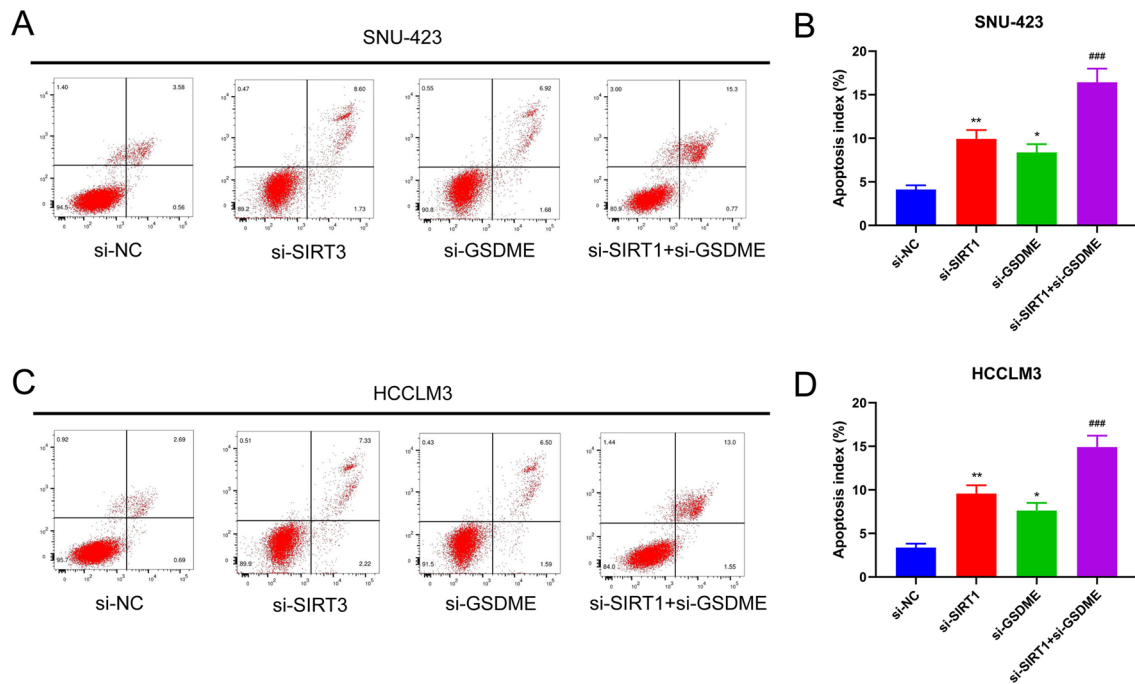 A
SNU-423
1.40 3.58
94.5 0.56
si-NC
0.47 8.60
89.2 1.73
si-SIRT3
0.55 6.92
90.8 1.68
si-GSDME
3.00 15.3
80.9 0.77
si-SIRT1+si-GSDME
B
SNU-423
Apoptosis index (%)
20
15
10
5
0
**
*
###
si-NC
si-SIRT1
si-GSDME
si-SIRT1+si-GSDME
C
HCCLM3
0.92 2.69
95.7 0.69
si-NC
0.51 7.33
89.9 2.22
si-SIRT3
0.43 6.50
91.5 1.59
si-GSDME
1.44 13.0
84.0 1.55
si-SIRT1+si-GSDME
D
HCCLM3
Apoptosis index (%)
20
15
10
5
0
**
*
###
si-NC
si-SIRT1
si-GSDME
si-SIRT1+si-GSDME